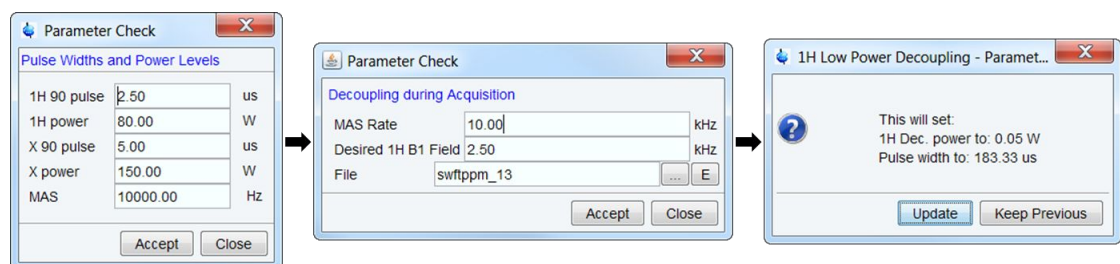 Parameter Check
Pulse Widths and Power Levels
1H 90 pulse 2.50 us
1H power 80.00 W
X 90 pulse 5.00 us
X power 150.00 W
MAS 10000.00 Hz
Accept Close
Parameter Check
Decoupling during Acquisition
MAS Rate 10.00 kHz
Desired 1H B1 Field 2.50 kHz
File swftppm_13 ... E
Accept Close
1H Low Power Decoupling - Paramet...
This will set:
1H Dec. power to: 0.05 W
Pulse width to: 183.33 us
Update Keep Previous